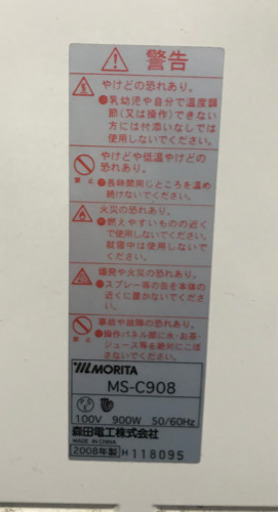 警告
やけどの恐れあり。
●乳幼児や自分で温度調
節(又は操作)できない
方には付添いなしでは
使用しないでください。
やけどや低温やけどの
恐れあり。
禁止
●長時間同じところを温め
続けないでください。
火災の恐れあり。
●燃えやすいものの近く
で使用しないでください。
就寝中は使用しないで
ください。
爆発や火災の恐れあり。
●スプレー等の缶を本体の
近くに置かないでくださ
い。
禁止
事故や故障の恐れあり。
●操作パネル部に水・お茶・
ジュース等を絶対にこぼ
さないでください。
MORITA
MS-C908
100V 900W 50/60Hz
森田電工株式会社
MADE IN CHINA
2008年製 H118095